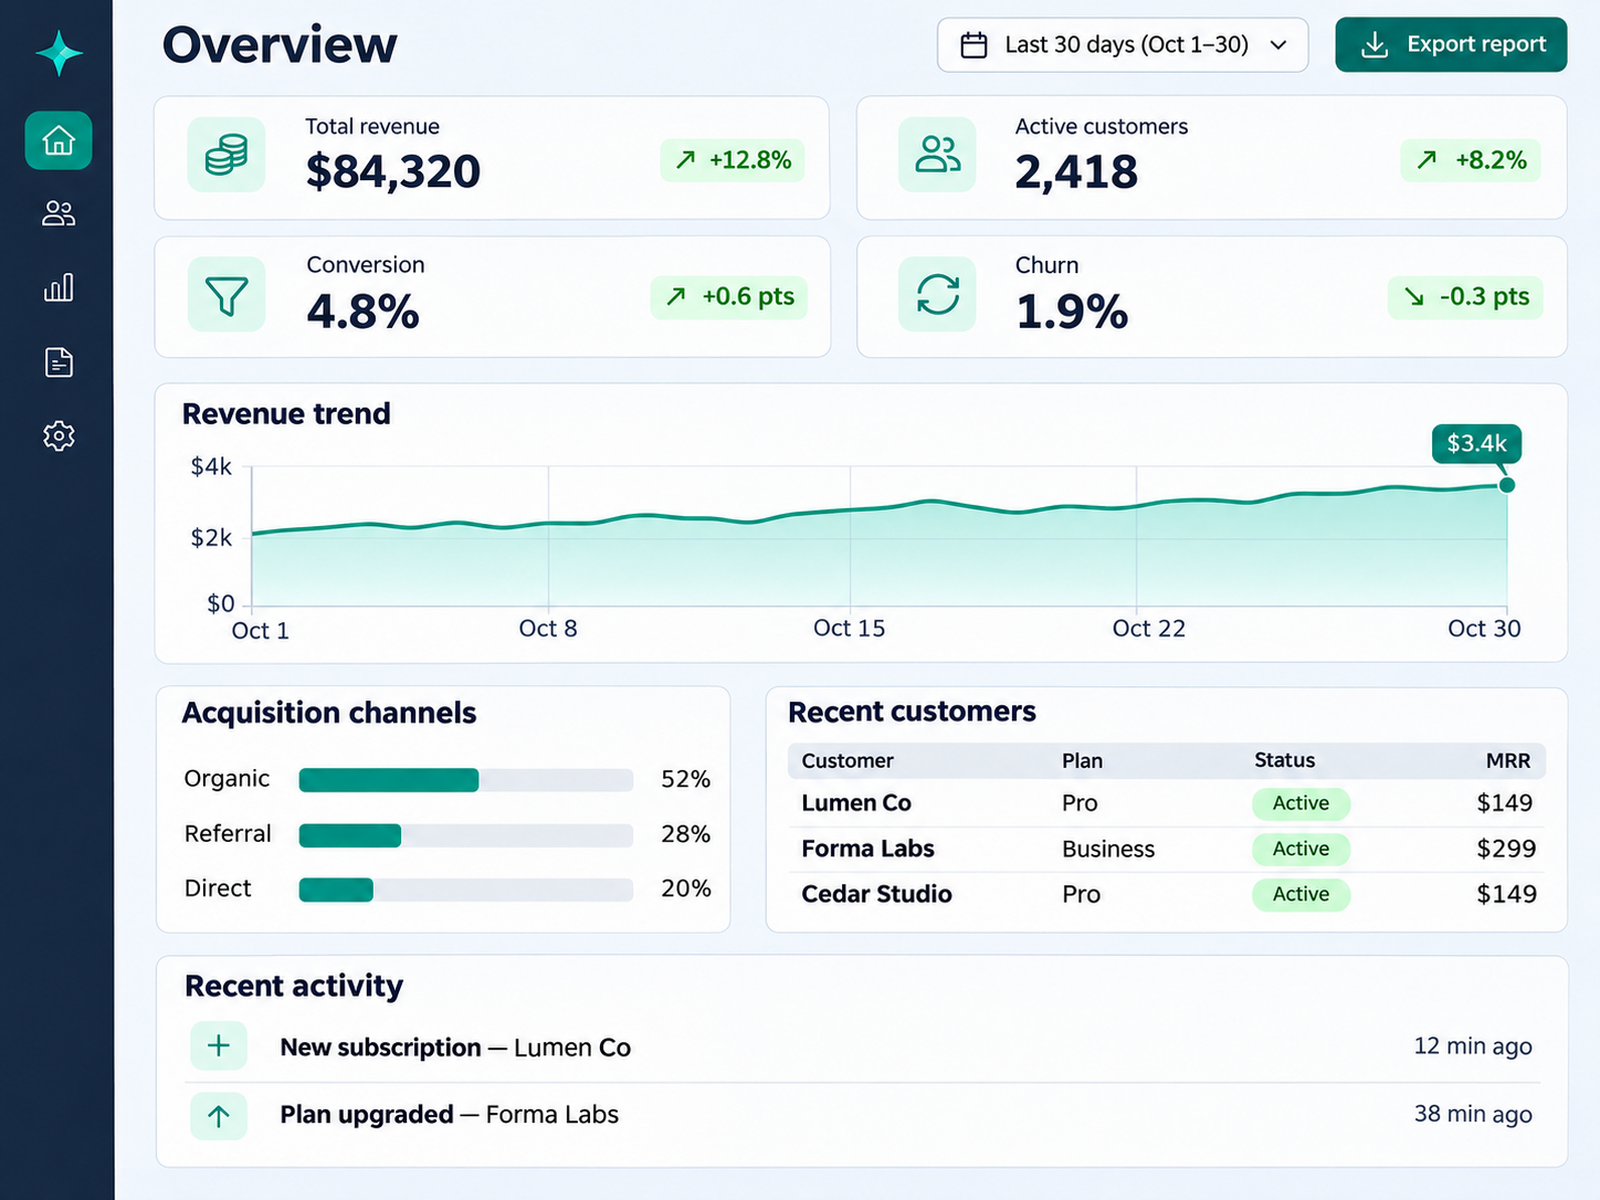 Overview
Last 30 days (Oct 1–30)
Export report
Total revenue
$84,320
+12.8%
Active customers
2,418
+8.2%
Conversion
4.8%
+0.6 pts
Churn
1.9%
-0.3 pts
Revenue trend
$3.4k
$4k
$2k
$0
Oct 1 Oct 8 Oct 15 Oct 22 Oct 30
Acquisition channels
Organic 52%
Referral 28%
Direct 20%
Recent customers
Customer Plan Status MRR
Lumen Co Pro Active $149
Forma Labs Business Active $299
Cedar Studio Pro Active $149
Recent activity
New subscription — Lumen Co 12 min ago
Plan upgraded — Forma Labs 38 min ago